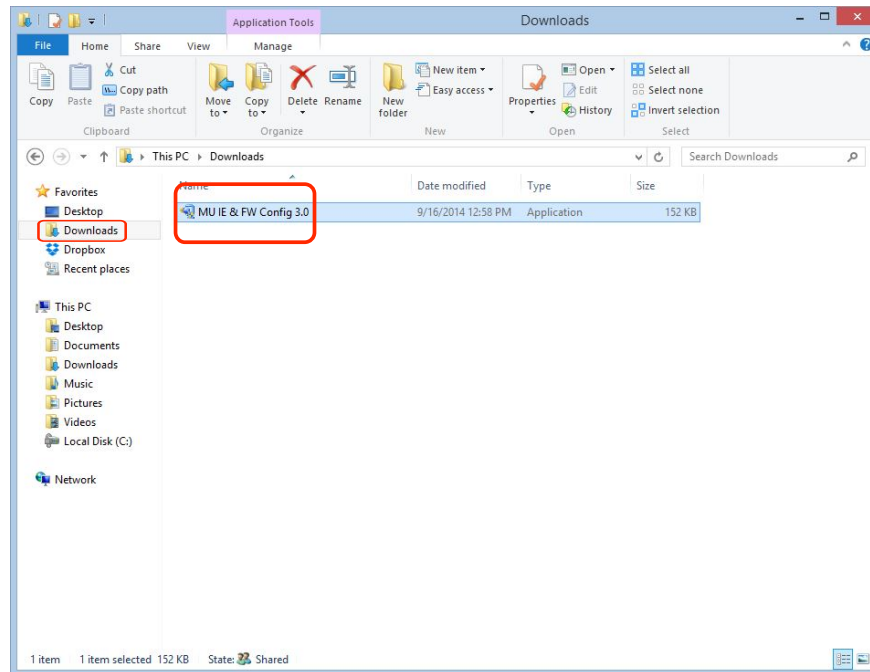 Application Tools
Downloads
File Home Share View Manage
Copy
Paste
Cut
Copy path
Paste shortcut
Clipboard
Move to
Copy to
Delete
Rename
Organize
New folder
New item
Easy access
New
Properties
Open
Edit
History
Open
Select all
Select none
Invert selection
Select
This PC Downloads
Search Downloads
Name Date modified Type Size
MU IE & FW Config 3.0 9/16/2014 12:58 PM Application 152 KB
Favorites
Desktop
Downloads
Dropbox
Recent places
This PC
Desktop
Documents
Downloads
Music
Pictures
Videos
Local Disk (C:)
Network
1 item 1 item selected 152 KB State: Shared